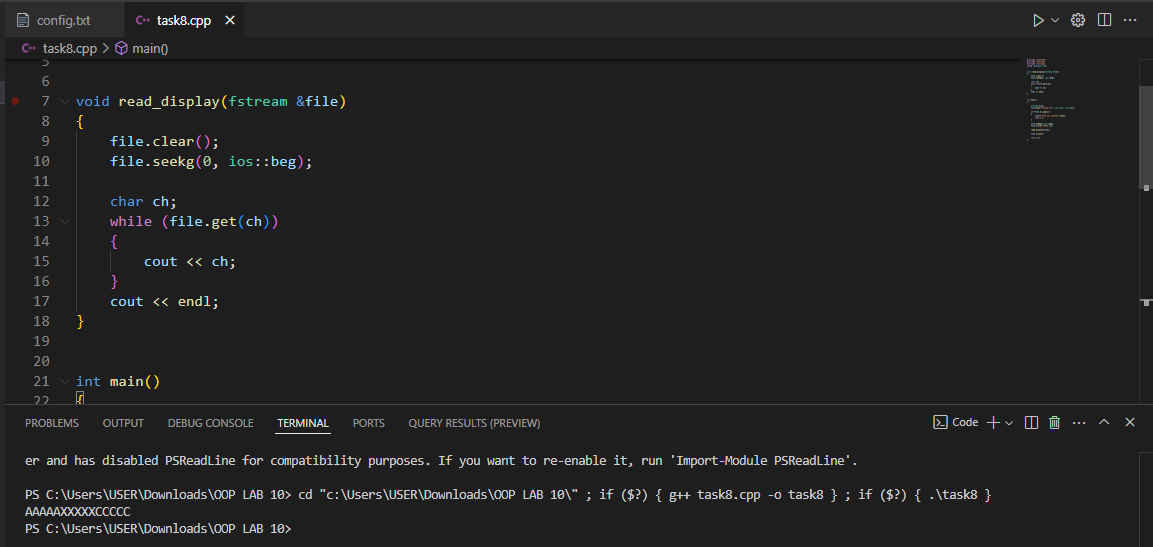 config.txt task8.cpp
task8.cpp > main()
5
6
7 void read_display(fstream &file)
8 {
9 file.clear();
10 file.seekg(0, ios::beg);
11
12 char ch;
13 while (file.get(ch))
14 {
15 cout << ch;
16 }
17 cout << endl;
18 }
19
20
21 int main()
22 {
PROBLEMS OUTPUT DEBUG CONSOLE TERMINAL PORTS QUERY RESULTS (PREVIEW) Code
er and has disabled PSReadLine for compatibility purposes. If you want to re-enable it, run 'Import-Module PSReadLine'.
PS C:\Users\USER\Downloads\OOP LAB 10> cd "c:\Users\USER\Downloads\OOP LAB 10\" ; if ($?) { g++ task8.cpp -o task8 } ; if ($?) { .\task8 }
AAAAAXXXXXCCCCC
PS C:\Users\USER\Downloads\OOP LAB 10>